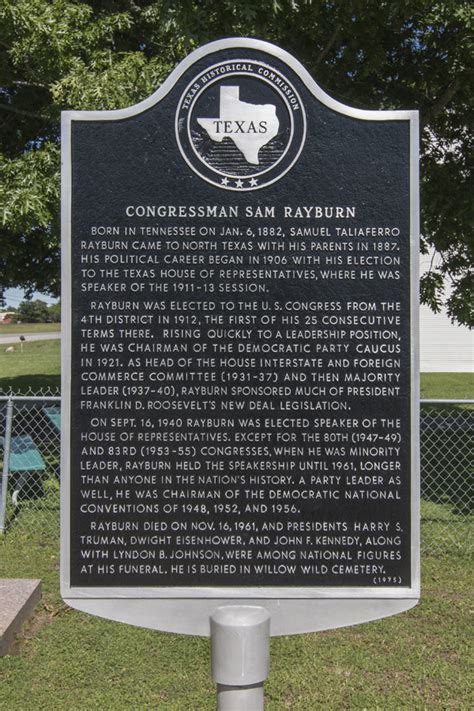 TEXAS HISTORICAL COMMISSION
TEXAS
CONGRESSMAN SAM RAYBURN
BORN IN TENNESSEE ON JAN. 6, 1882, SAMUEL TALIAFERRO
RAYBURN CAME TO NORTH TEXAS WITH HIS PARENTS IN 1887.
HIS POLITICAL CAREER BEGAN IN 1906 WITH HIS ELECTION
TO THE TEXAS HOUSE OF REPRESENTATIVES, WHERE HE WAS
SPEAKER OF THE 1911-13 SESSION.
RAYBURN WAS ELECTED TO THE U.S. CONGRESS FROM THE
4TH DISTRICT IN 1912, THE FIRST OF HIS 25 CONSECUTIVE
TERMS THERE. RISING QUICKLY TO A LEADERSHIP POSITION,
HE WAS CHAIRMAN OF THE DEMOCRATIC PARTY CAUCUS
IN 1921. AS HEAD OF THE HOUSE INTERSTATE AND FOREIGN
COMMERCE COMMITTEE (1931-37) AND THEN MAJORITY
LEADER (1937-40), RAYBURN SPONSORED MUCH OF PRESIDENT
FRANKLIN D. ROOSEVELT'S NEW DEAL LEGISLATION.
ON SEPT. 16, 1940 RAYBURN WAS ELECTED SPEAKER OF THE
HOUSE OF REPRESENTATIVES. EXCEPT FOR THE 80TH (1947-49)
AND 83RD (1953-55) CONGRESSES, WHEN HE WAS MINORITY
LEADER, RAYBURN HELD THE SPEAKERSHIP UNTIL 1961, LONGER
THAN ANYONE IN THE NATION'S HISTORY. A PARTY LEADER AS
WELL, HE WAS CHAIRMAN OF THE DEMOCRATIC NATIONAL
CONVENTIONS OF 1948, 1952, AND 1956.
RAYBURN DIED ON NOV. 16, 1961, AND PRESIDENTS HARRY S.
TRUMAN, DWIGHT EISENHOWER, AND JOHN F. KENNEDY, ALONG
WITH LYNDON B. JOHNSON, WERE AMONG NATIONAL FIGURES
AT HIS FUNERAL. HE IS BURIED IN WILLOW WILD CEMETERY.
(1975)